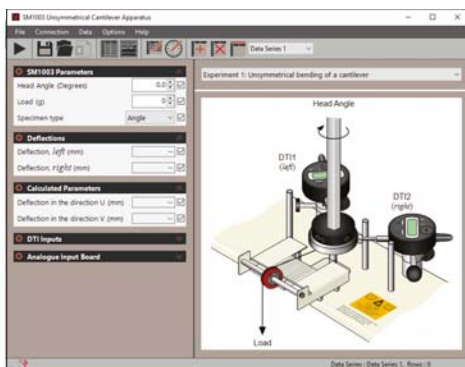 SM1003 Unsymmetrical Cantilever Apparatus
File Connection Data Options Help
Data Series 1
SM1003 Parameters
Head Angle (Degrees) 0.0
Load (g) 0
Specimen type Angle
Deflections
Deflection, left (mm) --
Deflection, right (mm) --
Calculated Parameters
Deflection in the direction U (mm) --
Deflection in the direction V (mm) --
DTI Inputs
Analogue Input Board
Experiment 1: Unsymmetrical bending of a cantilever
Head Angle
DTI1
(left)
DTI2
(right)
Load
Data Series : Data Series 1, Rows : 0